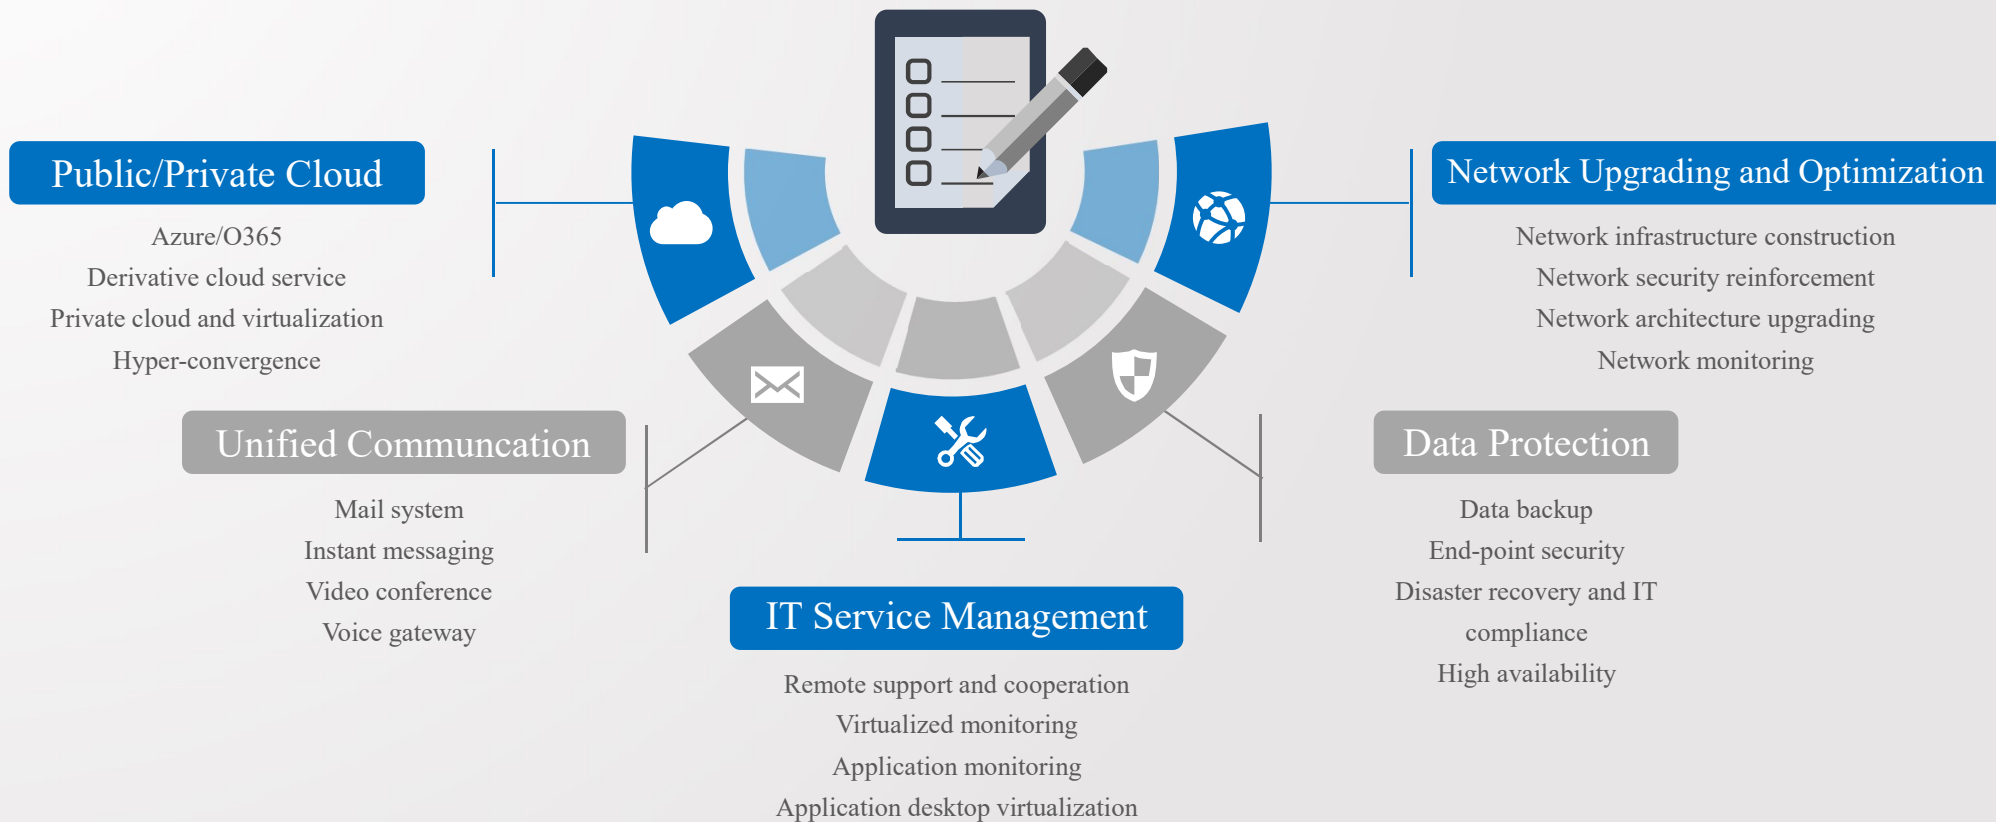 Public/Private Cloud
Azure/O365
Derivative cloud service
Private cloud and virtualization
Hyper-convergence
Unified Communcation
Mail system
Instant messaging
Video conference
Voice gateway
IT Service Management
Remote support and cooperation
Virtualized monitoring
Application monitoring
Application desktop virtualization
Data Protection
Data backup
End-point security
Disaster recovery and IT
compliance
High availability
Network Upgrading and Optimization
Network infrastructure construction
Network security reinforcement
Network architecture upgrading
Network monitoring